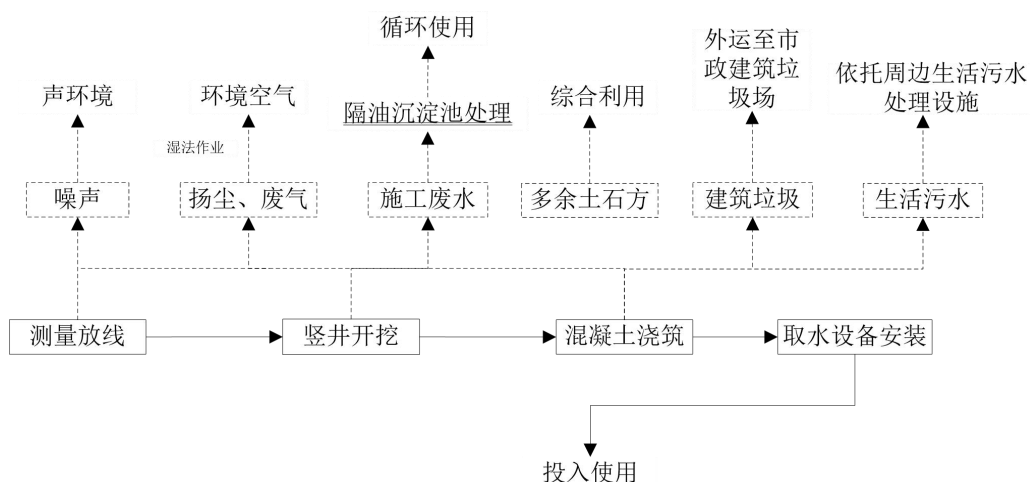 循环使用
外运至市
政建筑垃
圾场
依托周边生活污水
处理设施
声环境
环境空气
隔油沉淀池处理
综合利用
湿法作业
噪声
扬尘、废气
施工废水
多余土石方
建筑垃圾
生活污水
测量放线
竖井开挖
混凝土浇筑
取水设备安装
投入使用